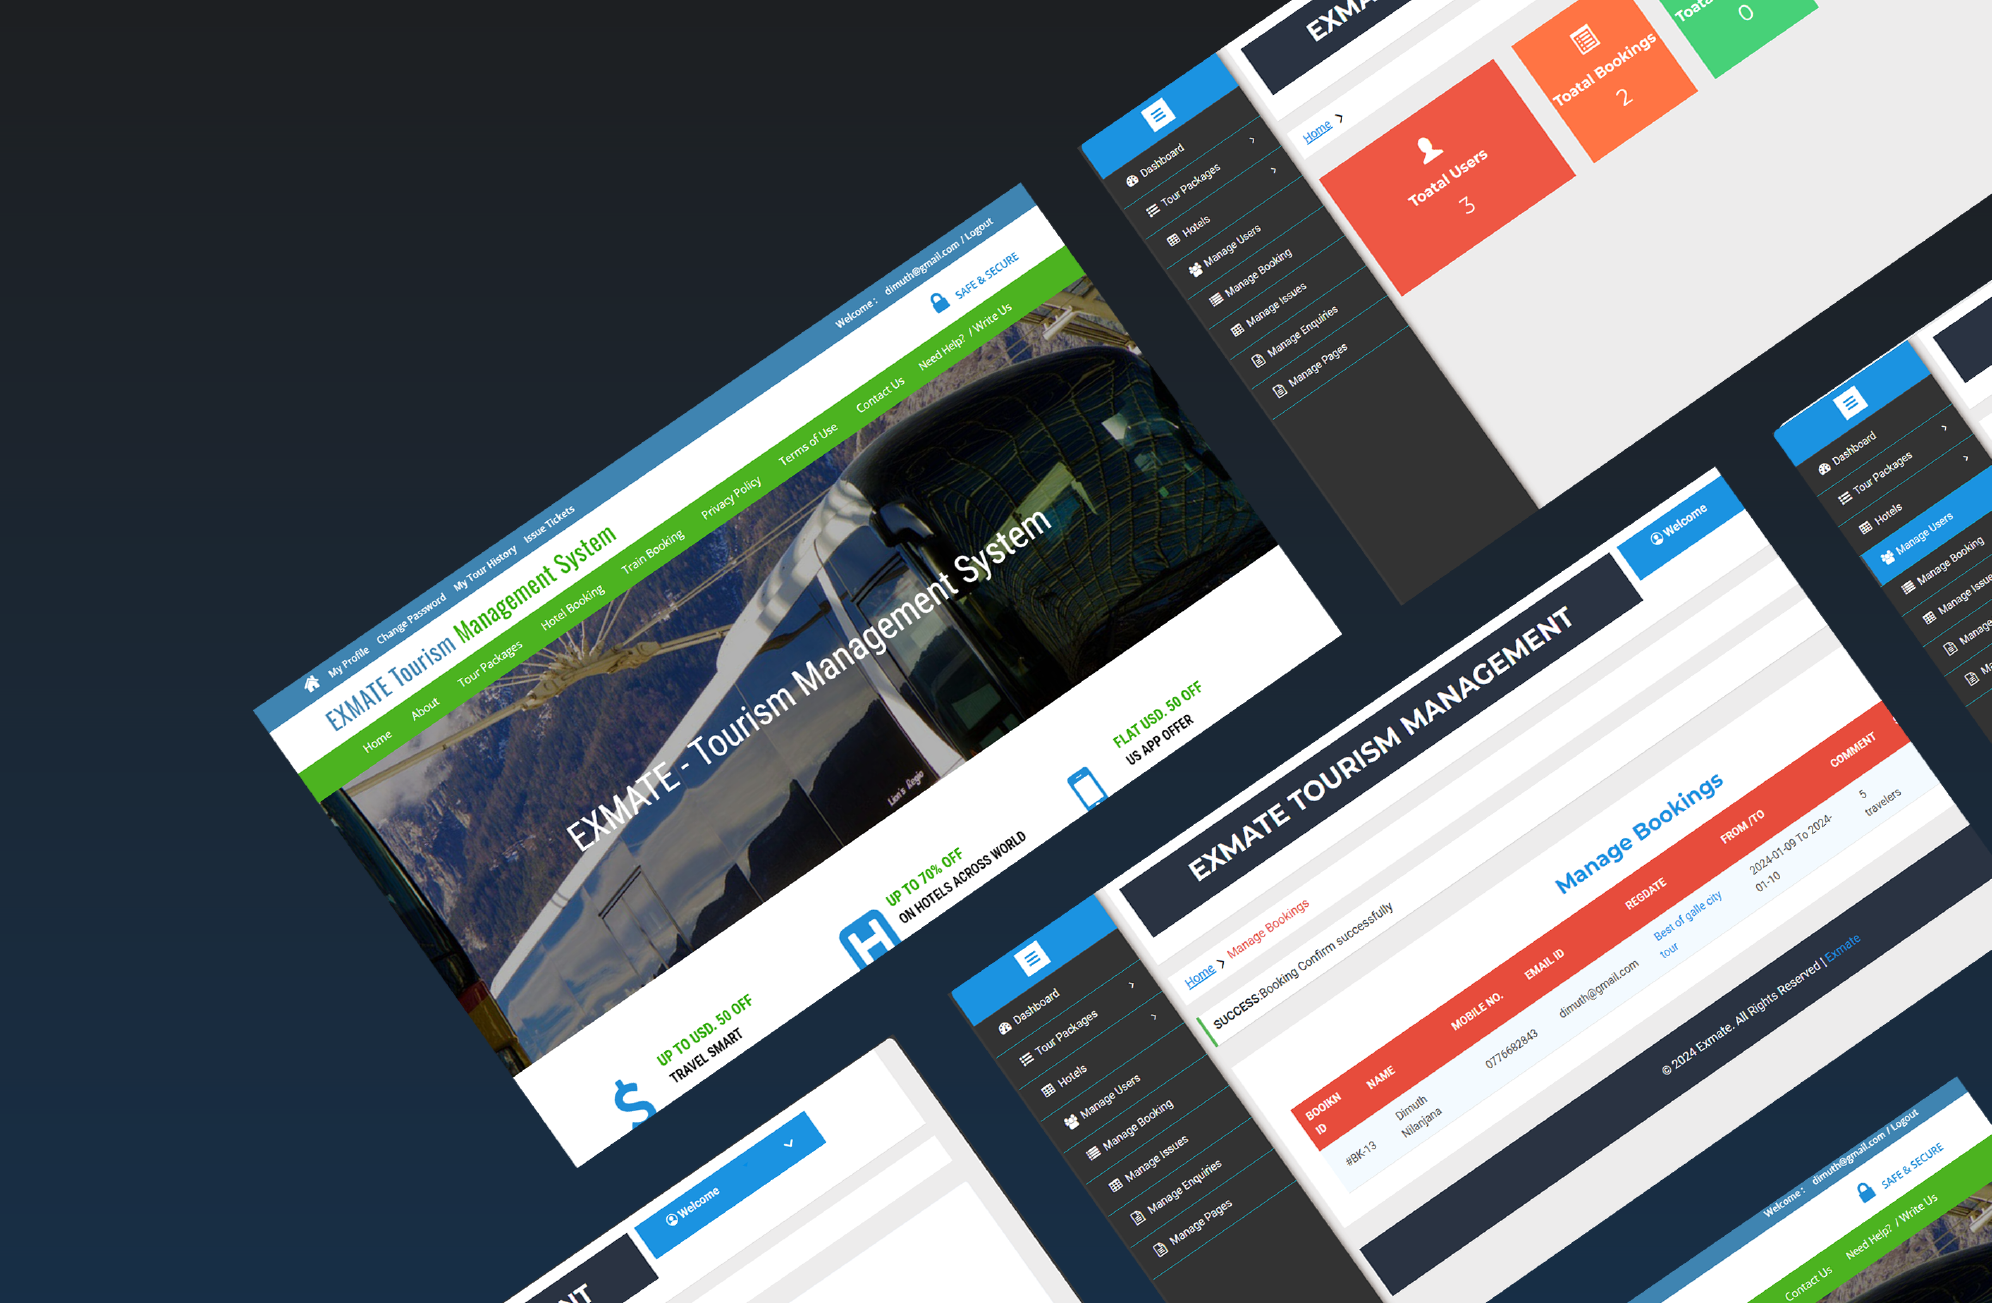 Welcome : dimuth@gmail.com / Logout
My Profile Change Password My Tour History Issue Tickets
SAFE & SECURE
EXMATE Tourism Management System
Home About Tour Packages Hotel Booking Train Booking Privacy Policy Terms of Use Contact Us Need Help? / Write Us
EXMATE - Tourism Management System
Lion's Regio
UP TO USD. 50 OFF
TRAVEL SMART
UP TO 70% OFF
ON HOTELS ACROSS WORLD
FLAT USD. 50 OFF
US APP OFFER
Home >
Toatal Users
3
Toatal Bookings
2
0
Dashboard
Tour Packages
Hotels
Manage Users
Manage Booking
Manage Issues
Manage Enquiries
Manage Pages
Dashboard
Tour Packages
Hotels
Manage Users
Manage Booking
Welcome
EXMATE TOURISM MANAGEMENT
Home > Manage Bookings
SUCCESS:Booking Confirm successfully
Manage Bookings
BOOIKN ID NAME MOBILE NO. EMAIL ID REGDATE FROM /TO COMMENT
#BK-13 Dimuth Nilanjana 0776682843 dimuth@gmail.com Best of galle city tour 2024-01-09 To 2024-01-10 5 travelers
© 2024 Exmate. All Rights Reserved | Exmate
Dashboard
Tour Packages
Hotels
Manage Users
Manage Booking
Manage Issues
Manage Enquiries
Manage Pages
Welcome
Welcome : dimuth@gmail.com / Logout
SAFE & SECURE
Contact Us Need Help? / Write Us